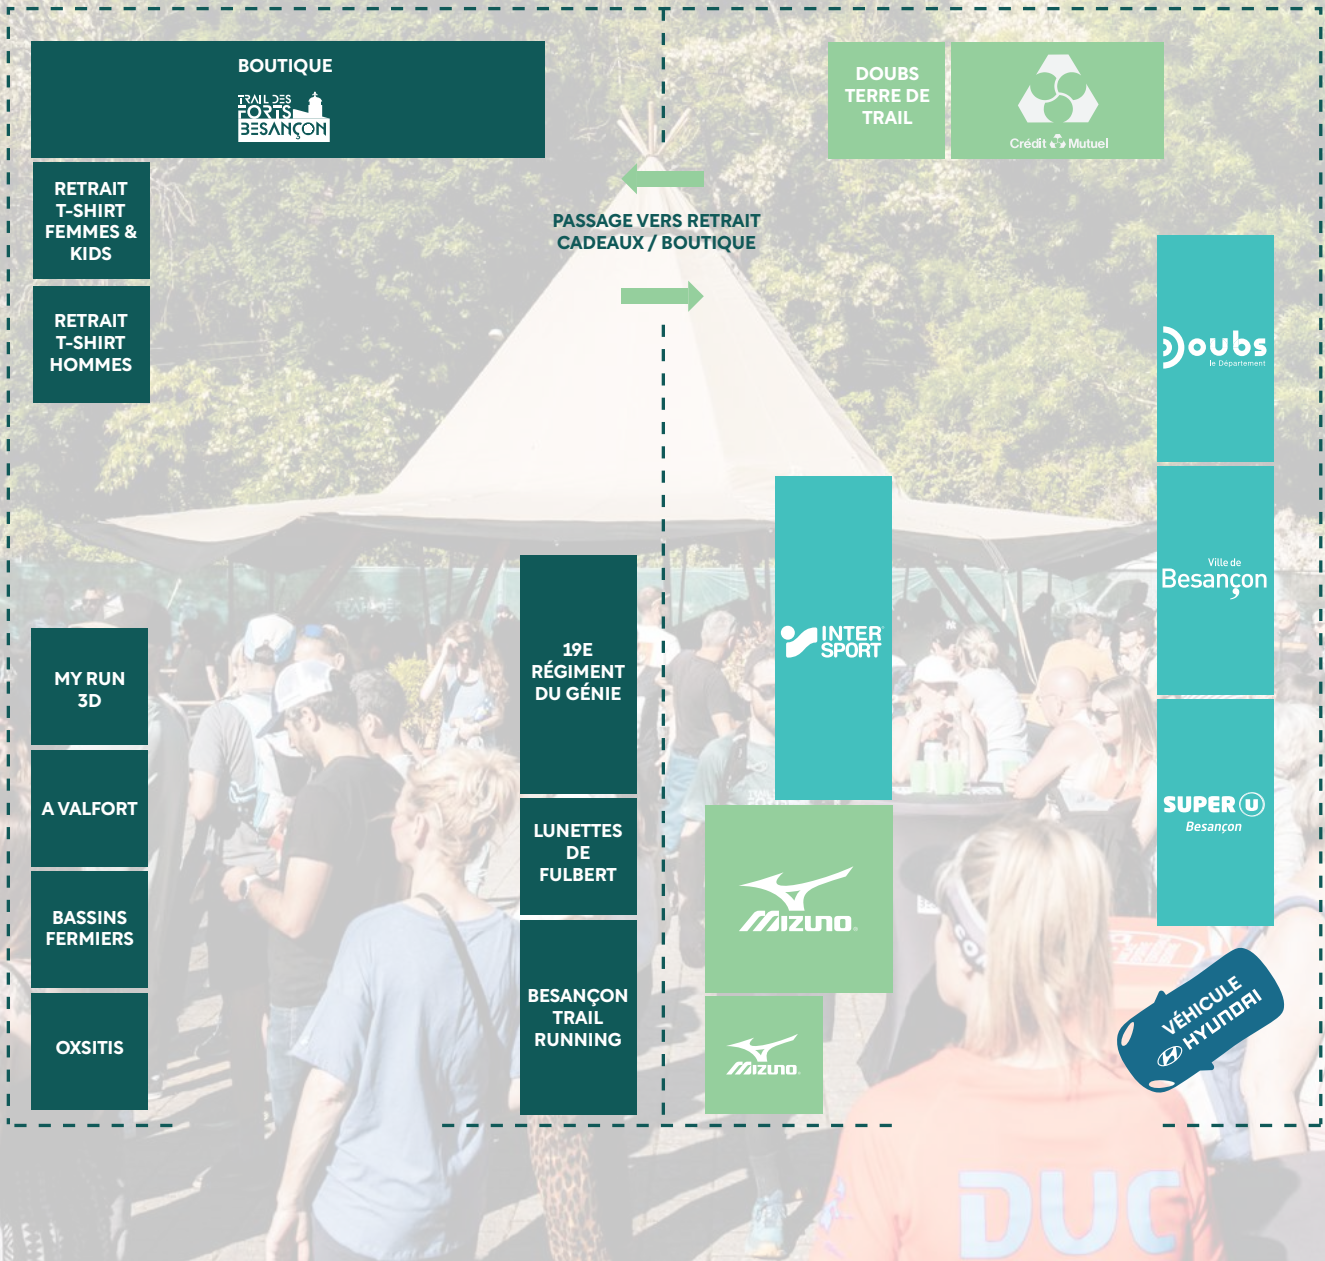 BOUTIQUE
TRAIL DES
FORTS
BESANÇON
RETRAIT
T-SHIRT
FEMMES &
KIDS
RETRAIT
T-SHIRT
HOMMES
PASSAGE VERS RETRAIT
CADEAUX / BOUTIQUE
DOUBS
TERRE DE
TRAIL
Crédit Mutuel
Doubs
le Département
Ville de
Besançon
SUPER U
Besançon
INTER
SPORT
MY RUN
3D
A VALFORT
BASSINS
FERMIERS
OXSITIS
19E
RÉGIMENT
DU GÉNIE
LUNETTES
DE
FULBERT
BESANÇON
TRAIL
RUNNING
MIZUNO
MIZUNO
VÉHICULE
HYUNDAI
DUC